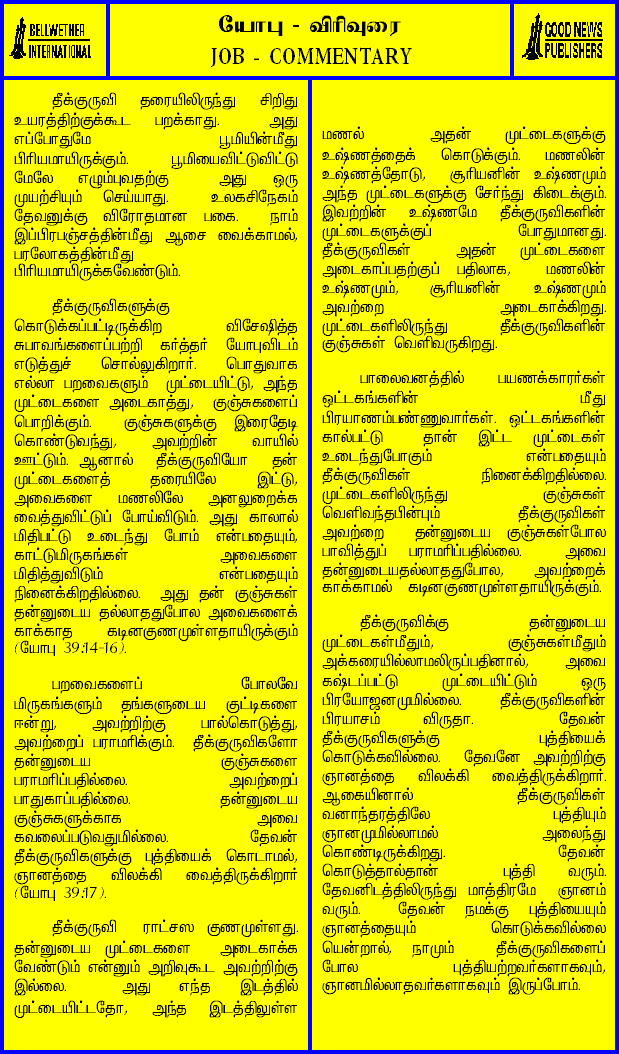 BELLWETHER
INTERNATIONAL
யோபு - விரிவுரை
JOB - COMMENTARY
GOOD NEWS
PUBLISHERS
தீக்குருவி தரையிலிருந்து சிறிது
உயரத்திற்குக்கூட பறக்காது. அது
எப்போதுமே பூமியின்மீது
பிரியமாயிருக்கும். பூமியைவிட்டுவிட்டு
மேலே எழும்புவதற்கு அது ஒரு
முயற்சியும் செய்யாது. உலகசிநேகம்
தேவனுக்கு விரோதமான பகை. நாம்
இப்பிரபஞ்சத்தின்மீது ஆசை வைக்காமல்,
பரலோகத்தின்மீது
பிரியமாயிருக்கவேண்டும்.
தீக்குருவிகளுக்கு
கொடுக்கப்பட்டிருக்கிற விசேஷித்த
சுபாவங்களைப்பற்றி கர்த்தர் யோபுவிடம்
எடுத்துச் சொல்லுகிறார். பொதுவாக
எல்லா பறவைகளும் முட்டையிட்டு, அந்த
முட்டைகளை அடைகாத்து, குஞ்சுகளைப்
பொறிக்கும். குஞ்சுகளுக்கு இரைதேடி
கொண்டுவந்து, அவற்றின் வாயில்
ஊட்டும். ஆனால் தீக்குருவியோ தன்
முட்டைகளைத் தரையிலே இட்டு,
அவைகளை மணலிலே அனலுறைக்க
வைத்துவிட்டுப் போய்விடும். அது காலால்
மிதிபட்டு உடைந்து போம் என்பதையும்,
காட்டுமிருகங்கள் அவைகளை
மிதித்துவிடும் என்பதையும்
நினைக்கிறதில்லை. அது தன் குஞ்சுகள்
தன்னுடைய தல்லாததுபோல அவைகளைக்
காக்காத கடினகுணமுள்ளதாயிருக்கும்
(யோபு 39:14-16).
பறவைகளைப் போலவே
மிருகங்களும் தங்களுடைய குட்டிகளை
ஈன்று, அவற்றிற்கு பால்கொடுத்து,
அவற்றைப் பராமரிக்கும். தீக்குருவிகளோ
தன்னுடைய குஞ்சுகளை
பராமரிப்பதில்லை. அவற்றைப்
பாதுகாப்பதில்லை. தன்னுடைய
குஞ்சுகளுக்காக அவை
கவலைப்படுவதுமில்லை. தேவன்
தீக்குருவிகளுக்கு புத்தியைக் கொடாமல்,
ஞானத்தை விலக்கி வைத்திருக்கிறார்
(யோபு 39:17).
தீக்குருவி ராட்சஸ குணமுள்ளது.
தன்னுடைய முட்டைகளை அடைகாக்க
வேண்டும் என்னும் அறிவுகூட அவற்றிற்கு
இல்லை. அது எந்த இடத்தில்
முட்டையிட்டதோ, அந்த இடத்திலுள்ள
மணல் அதன் முட்டைகளுக்கு
உஷ்ணத்தைக் கொடுக்கும். மணலின்
உஷ்ணத்தோடு, சூரியனின் உஷ்ணமும்
அந்த முட்டைகளுக்கு சேர்ந்து கிடைக்கும்.
இவற்றின் உஷ்ணமே தீக்குருவிகளின்
முட்டைகளுக்குப் போதுமானது.
தீக்குருவிகள் அதன் முட்டைகளை
அடைகாப்பதற்குப் பதிலாக, மணலின்
உஷ்ணமும், சூரியனின் உஷ்ணமும்
அவற்றை அடைகாக்கிறது.
முட்டைகளிலிருந்து தீக்குருவிகளின்
குஞ்சுகள் வெளிவருகிறது.
பாலைவனத்தில் பயணக்காரர்கள்
ஒட்டகங்களின் மீது
பிரயாணம்பண்ணுவார்கள். ஒட்டகங்களின்
கால்பட்டு தான் இட்ட முட்டைகள்
உடைந்துபோகும் என்பதையும்
தீக்குருவிகள் நினைக்கிறதில்லை.
முட்டைகளிலிருந்து குஞ்சுகள்
வெளிவந்தபின்பும் தீக்குருவிகள்
அவற்றை தன்னுடைய குஞ்சுகள்போல
பாவித்துப் பராமரிப்பதில்லை. அவை
தன்னுடையதல்லாததுபோல, அவற்றைக்
காக்காமல் கடினகுணமுள்ளதாயிருக்கும்.
தீக்குருவிக்கு தன்னுடைய
முட்டைகள்மீதும், குஞ்சுகள்மீதும்
அக்கரையில்லாமலிருப்பதினால், அவை
கஷ்டப்பட்டு முட்டையிட்டும் ஒரு
பிரயோஜனமுமில்லை. தீக்குருவிகளின்
பிரயாசம் விருதா. தேவன்
தீக்குருவிகளுக்கு புத்தியைக்
கொடுக்கவில்லை. தேவனே அவற்றிற்கு
ஞானத்தை விலக்கி வைத்திருக்கிறார்.
ஆகையினால் தீக்குருவிகள்
வனாந்தரத்திலே புத்தியும்
ஞானமுமில்லாமல் அலைந்து
கொண்டிருக்கிறது. தேவன்
கொடுத்தால்தான் புத்தி வரும்.
தேவனிடத்திலிருந்து மாத்திரமே ஞானம்
வரும். தேவன் நமக்கு புத்தியையும்
ஞானத்தையும் கொடுக்கவில்லை
யென்றால், நாமும் தீக்குருவிகளைப்
போல புத்தியற்றவர்களாகவும்,
ஞானமில்லாதவர்களாகவும் இருப்போம்.